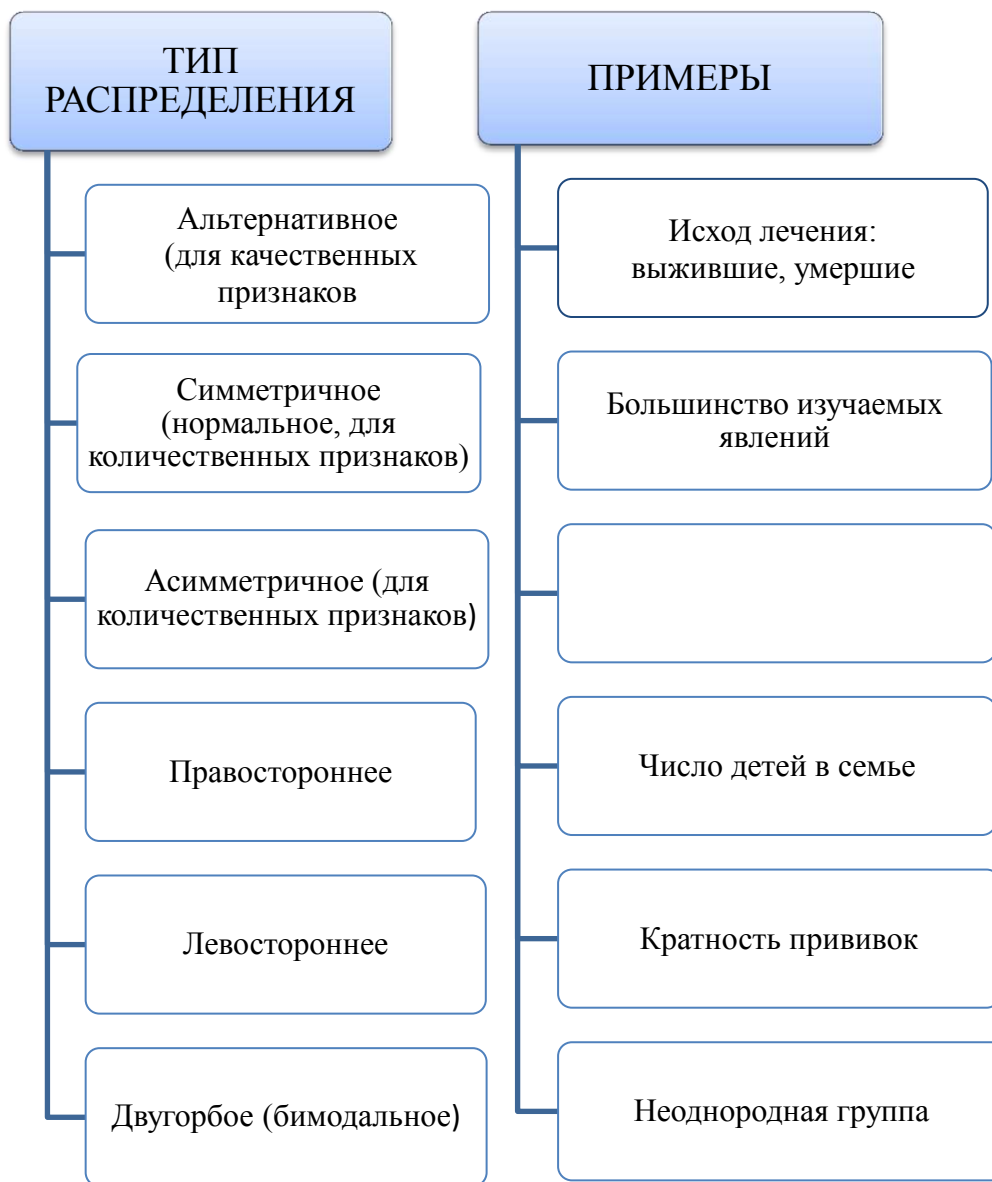 ТИП
РАСПРЕДЕЛЕНИЯ
Альтернативное
(для качественных
признаков
Симметричное
(нормальное, для
количественных признаков)
Асимметричное (для
количественных признаков)
Правостороннее
Левостороннее
Двугорбое (бимодальное)
ПРИМЕРЫ
Исход лечения:
выжившие, умершие
Большинство изучаемых
явлений
Число детей в семье
Кратность прививок
Неоднородная группа